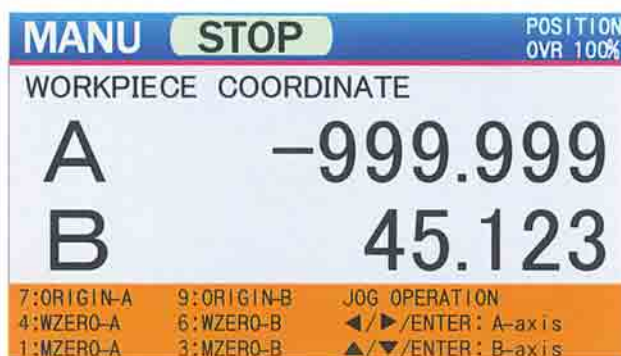 MANU STOP POSITION
OVR 100%
WORKPIECE COORDINATE
A -999.999
B 45.123
7:ORIGIN-A 9:ORIGIN-B JOG OPERATION
4:WZERO-A 6:WZERO-B ◀/▶/ENTER: A-axis
1:MZERO-A 3:MZERO-B ▲/▼/ENTER: B-axis